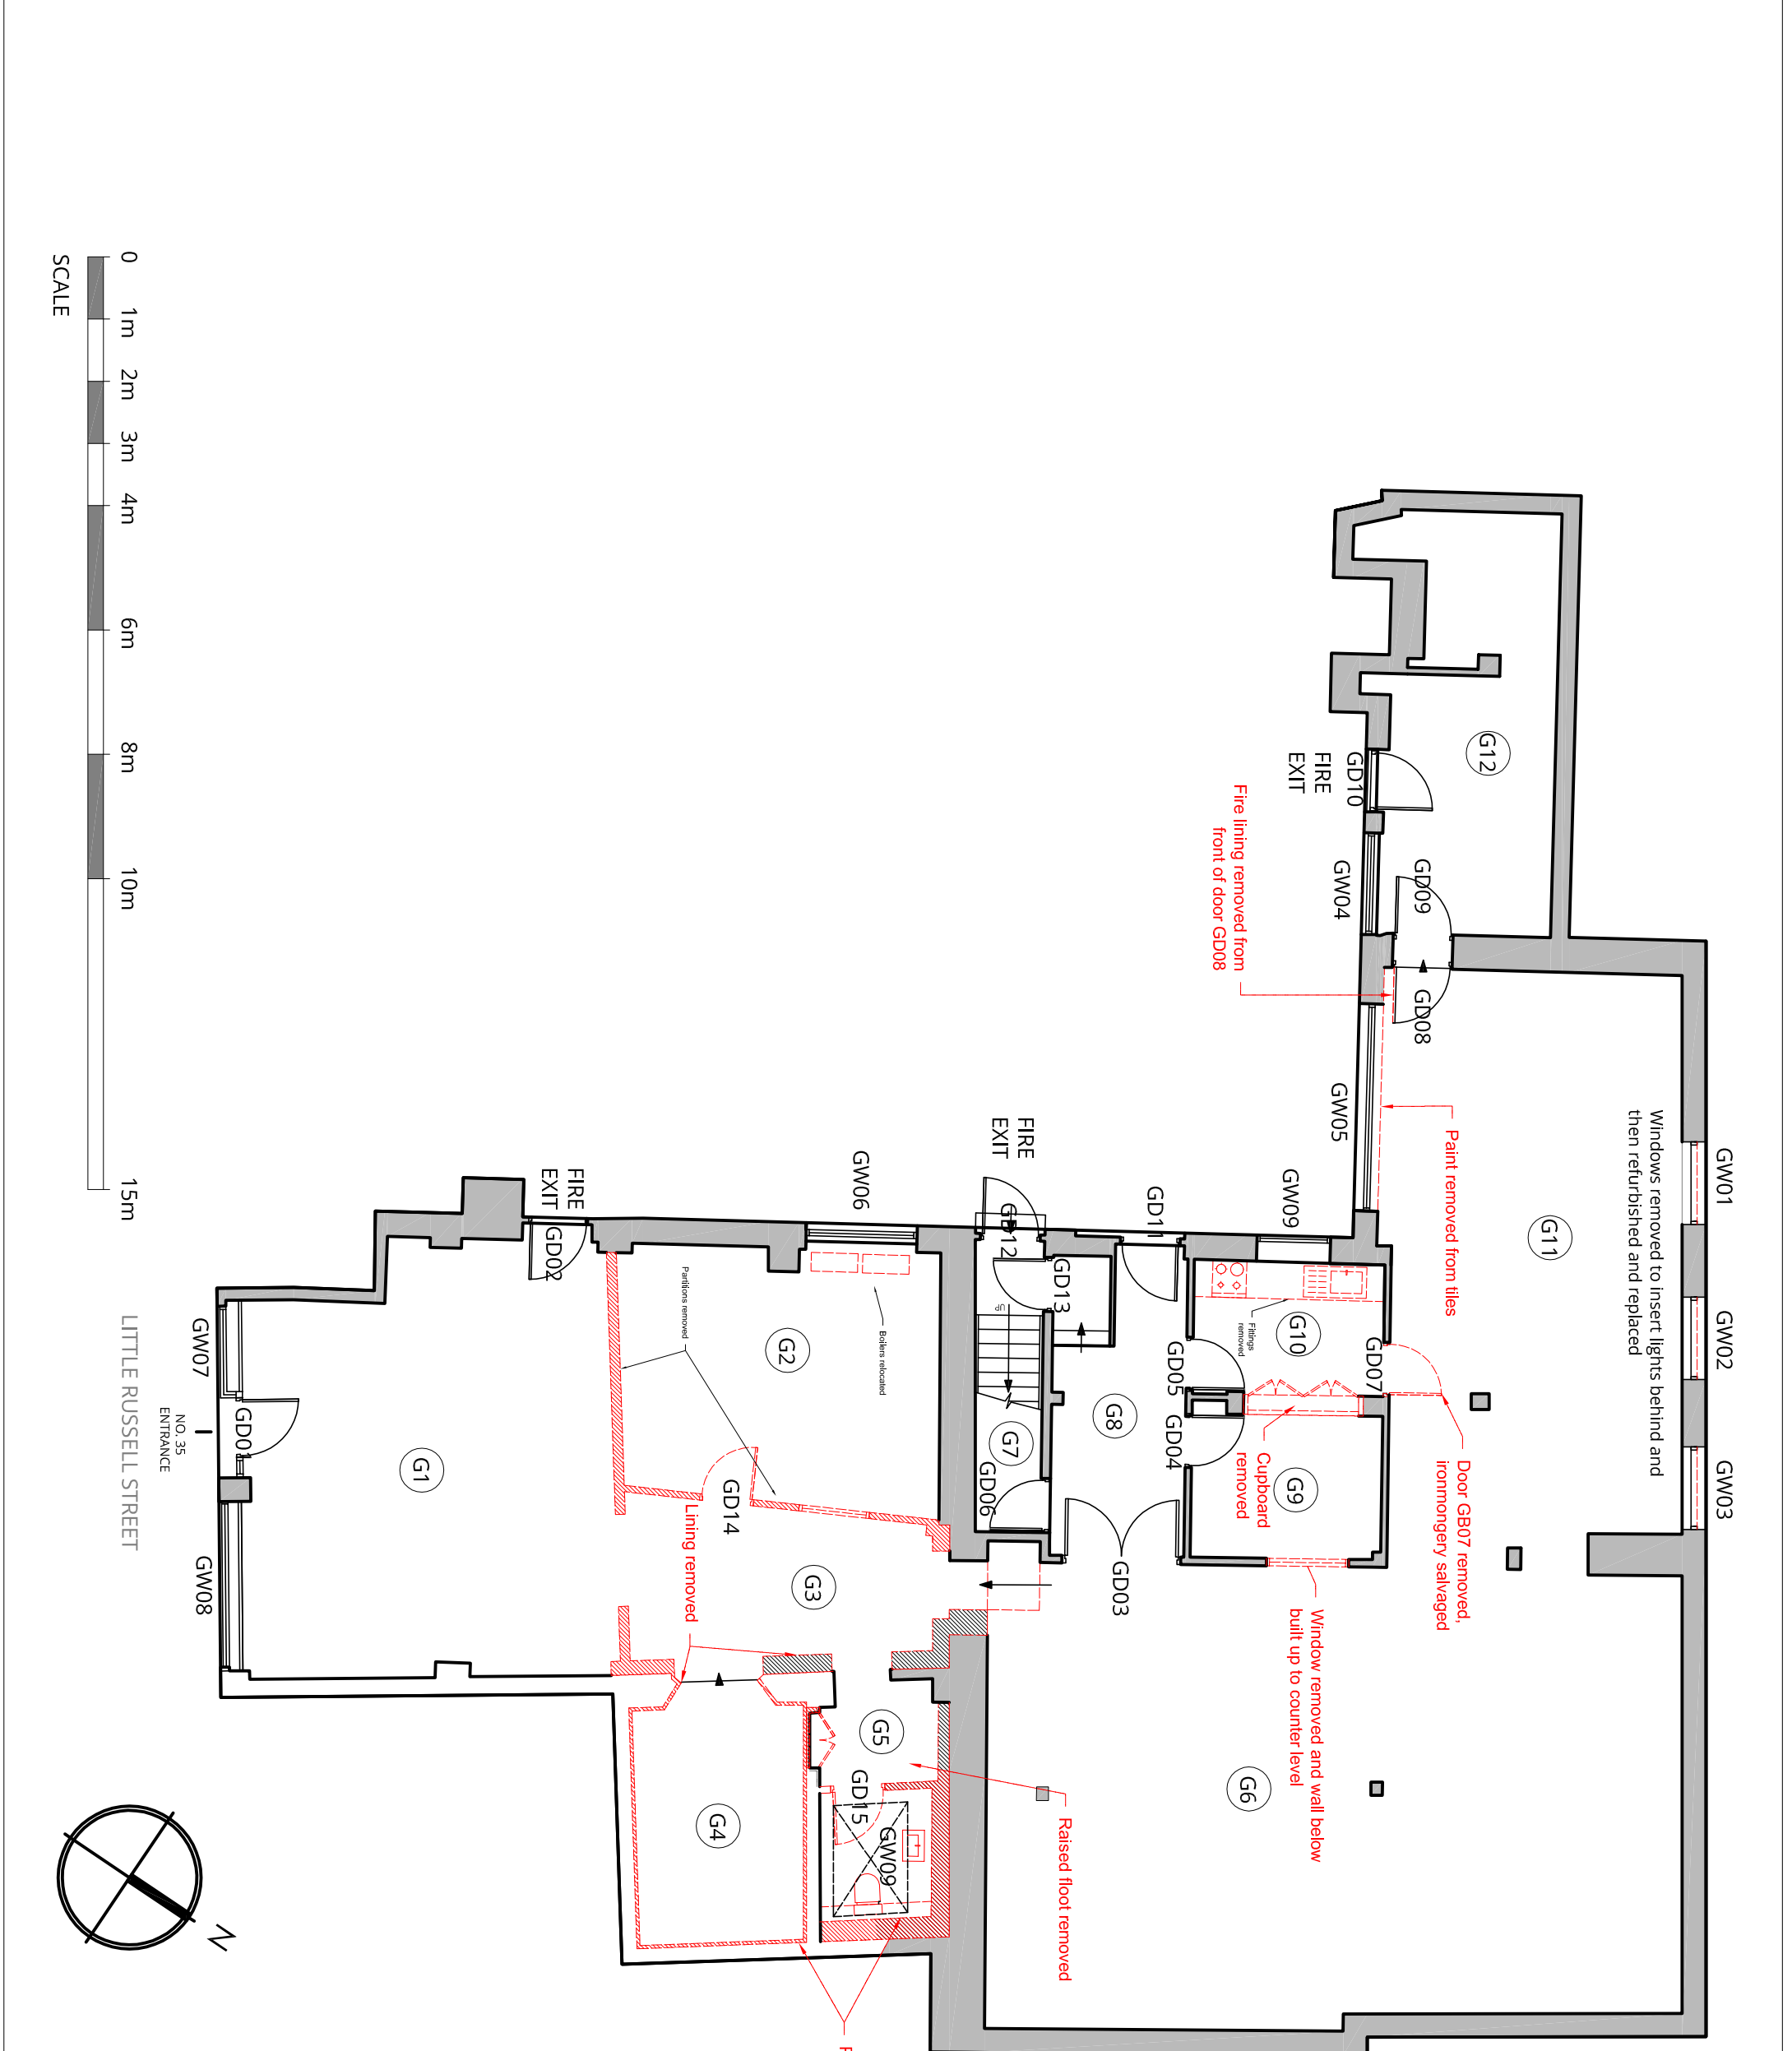 GW01
GW02
GW03
Windows removed to insert lights behind and
then refurbished and replaced
G11
G12
GD10
FIRE
EXIT
GW04
GD09
GD08
Fire lining removed from
front of door GD08
GW05
Paint removed from tiles
Door GB07 removed,
ironmongery salvaged
GW09
GD07
G10
Fittings
removed
Cupboard
removed
G9
Window removed and wall below
built up to counter level
G6
GD11
GD05
GD04
G8
GD03
FIRE
EXIT
GD12
GD13
UP
G7
GD06
Raised floot removed
GW06
Boilers relocated
G2
Partitions removed
GD14
Lining removed
G3
G5
GD15
GW09
G4
FIRE
EXIT
GD02
G1
GW07
GD01
NO. 35
ENTRANCE
GW08
LITTLE RUSSELL STREET
0
1m
2m
3m
4m
6m
8m
10m
15m
SCALE
N